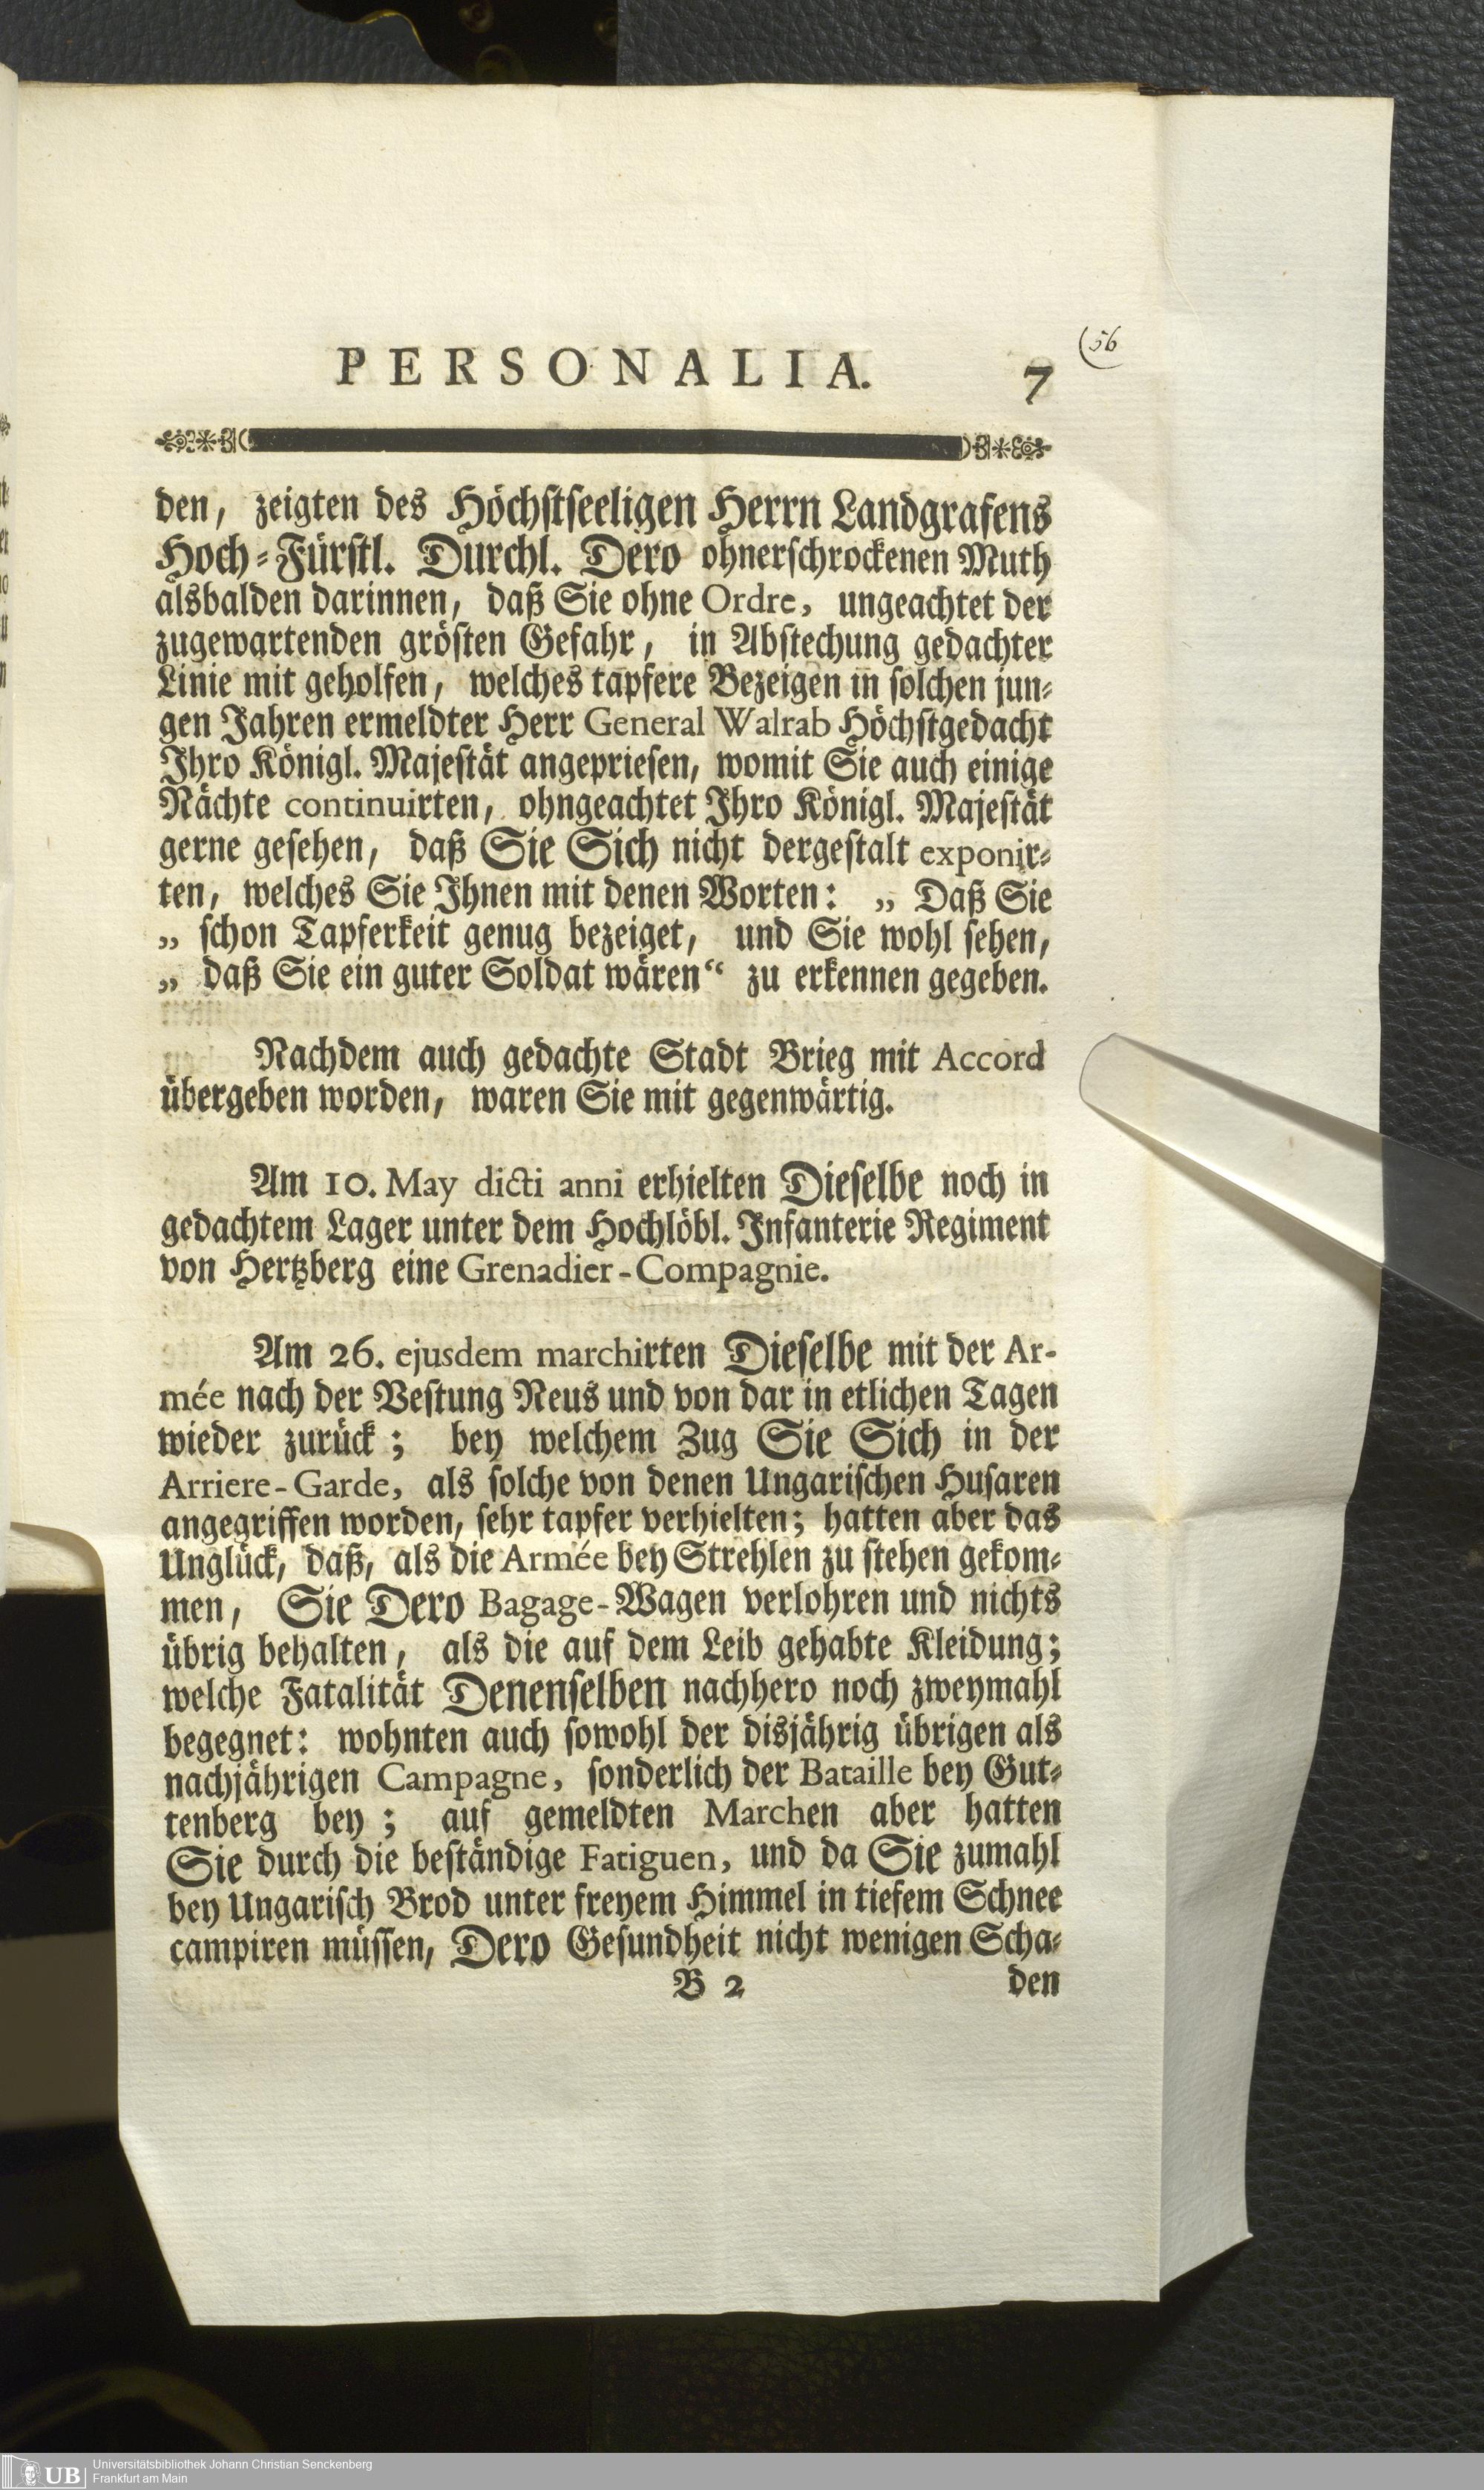 PERSONALIA. 7
(56
den, zeigten des Höchstseeligen Herrn Landgrafens
Hoch-Fürstl. Durchl. Dero ohnerschrockenen Muth
alsbalden darinnen, daß Sie ohne Ordre, ungeachtet der
zugewartenden grösten Gefahr, in Abstechung gedachter
Linie mit geholfen, welches tapfere Bezeigen in solchen jun-
gen Jahren ermeldter Herr General Walrab Höchstgedacht
Ihro Königl. Majestät angepriesen, womit Sie auch einige
Nächte continuirten, ohngeachtet Ihro Königl. Majestät
gerne gesehen, daß Sie Sich nicht dergestalt exponir-
ten, welches Sie Ihnen mit denen Worten: „ Daß Sie
„ schon Tapferkeit genug bezeiget, und Sie wohl sehen,
„ daß Sie ein guter Soldat wären“ zu erkennen gegeben.
Nachdem auch gedachte Stadt Brieg mit Accord
übergeben worden, waren Sie mit gegenwärtig.
Am 10. May dicti anni erhielten Dieselbe noch in
gedachtem Lager unter dem Hochlöbl. Infanterie Regiment
von Hertzberg eine Grenadier-Compagnie.
Am 26. ejusdem marchirten Dieselbe mit der Ar-
mée nach der Vestung Neus und von dar in etlichen Tagen
wieder zurück; bey welchem Zug Sie Sich in der
Arriere-Garde, als solche von denen Ungarischen Husaren
angegriffen worden, sehr tapfer verhielten; hatten aber das
Unglück, daß, als die Armée bey Strehlen zu stehen gekom-
men, Sie Dero Bagage-Wagen verlohren und nichts
übrig behalten, als die auf dem Leib gehabte Kleidung;
welche Fatalität Denenselben nachhero noch zweymahl
begegnet: wohnten auch sowohl der disjährig übrigen als
nachjährigen Campagne, sonderlich der Bataille bey Gut-
tenberg bey; auf gemeldten Marchen aber hatten
Sie durch die beständige Fatiguen, und da Sie zumahl
bey Ungarisch Brod unter freyem Himmel in tiefem Schnee
campiren müssen, Dero Gesundheit nicht wenigen Scha-
B 2 den
UB Universitätsbibliothek Johann Christian Senckenberg
Frankfurt am Main